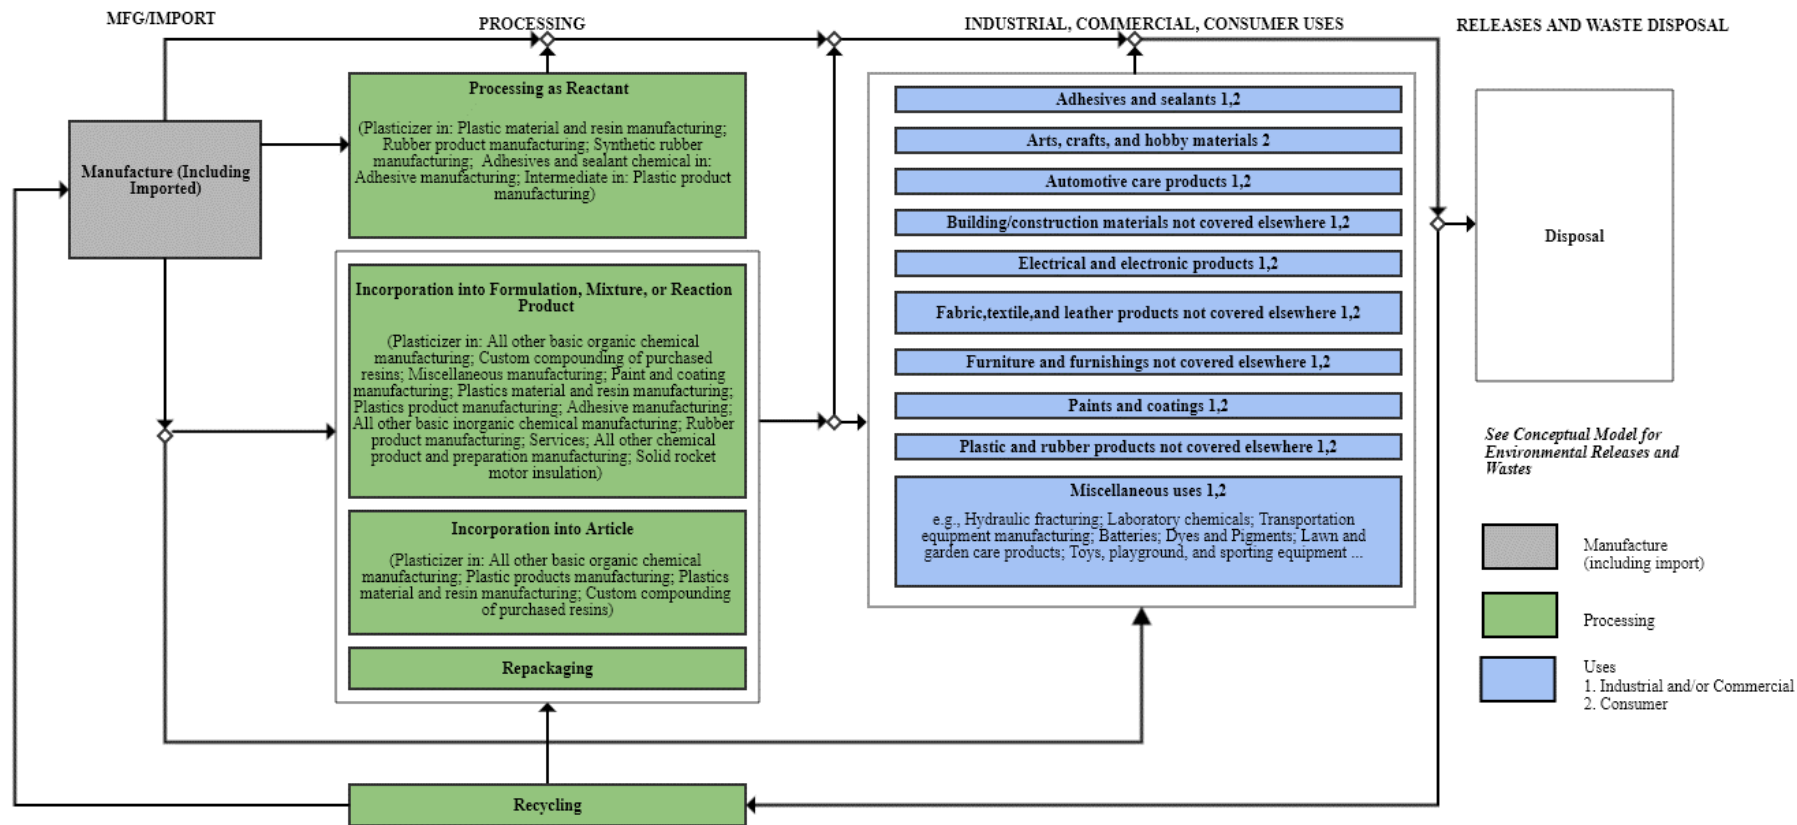 MFG/IMPORT
PROCESSING
INDUSTRIAL, COMMERCIAL, CONSUMER USES
RELEASES AND WASTE DISPOSAL
Manufacture (Including
Imported)
Processing as Reactant
(Plasticizer in: Plastic material and resin manufacturing;
Rubber product manufacturing; Synthetic rubber
manufacturing; Adhesives and sealant chemical in:
Adhesive manufacturing; Intermediate in: Plastic product
manufacturing)
Incorporation into Formulation, Mixture, or Reaction
Product
(Plasticizer in: All other basic organic chemical
manufacturing; Custom compounding of purchased
resins; Miscellaneous manufacturing; Paint and coating
manufacturing; Plastics material and resin manufacturing;
Plastics product manufacturing; Adhesive manufacturing;
All other basic inorganic chemical manufacturing; Rubber
product manufacturing; Services; All other chemical
product and preparation manufacturing; Solid rocket
motor insulation)
Incorporation into Article
(Plasticizer in: All other basic organic chemical
manufacturing; Plastic products manufacturing; Plastics
material and resin manufacturing; Custom compounding
of purchased resins)
Repackaging
Recycling
Adhesives and sealants 1,2
Arts, crafts, and hobby materials 2
Automotive care products 1,2
Building/construction materials not covered elsewhere 1,2
Electrical and electronic products 1,2
Fabric,textile,and leather products not covered elsewhere 1,2
Furniture and furnishings not covered elsewhere 1,2
Paints and coatings 1,2
Plastic and rubber products not covered elsewhere 1,2
Miscellaneous uses 1,2
e.g., Hydraulic fracturing; Laboratory chemicals; Transportation
equipment manufacturing; Batteries; Dyes and Pigments; Lawn and
garden care products; Toys, playground, and sporting equipment ...
Disposal
See Conceptual Model for
Environmental Releases and
Wastes
Manufacture
(including import)
Processing
Uses
1. Industrial and/or Commercial
2. Consumer